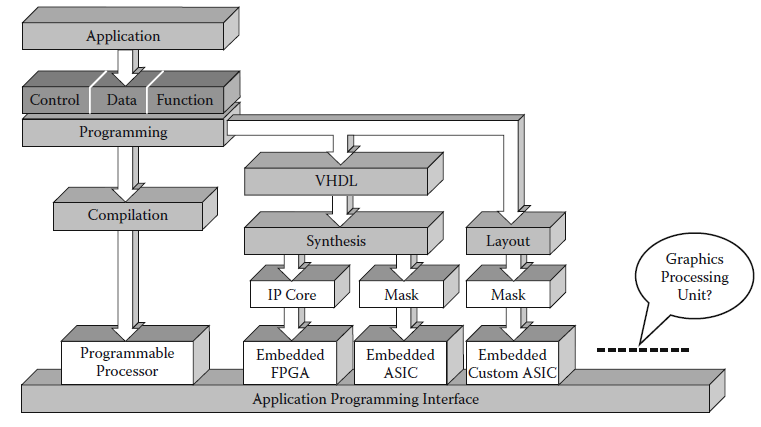 Application
Control
Data
Function
Programming
VHDL
Compilation
Synthesis
Layout
Graphics
Processing
Unit?
IP Core
Mask
Mask
Programmable
Processor
Embedded
FPGA
Embedded
ASIC
Embedded
Custom ASIC
Application Programming Interface